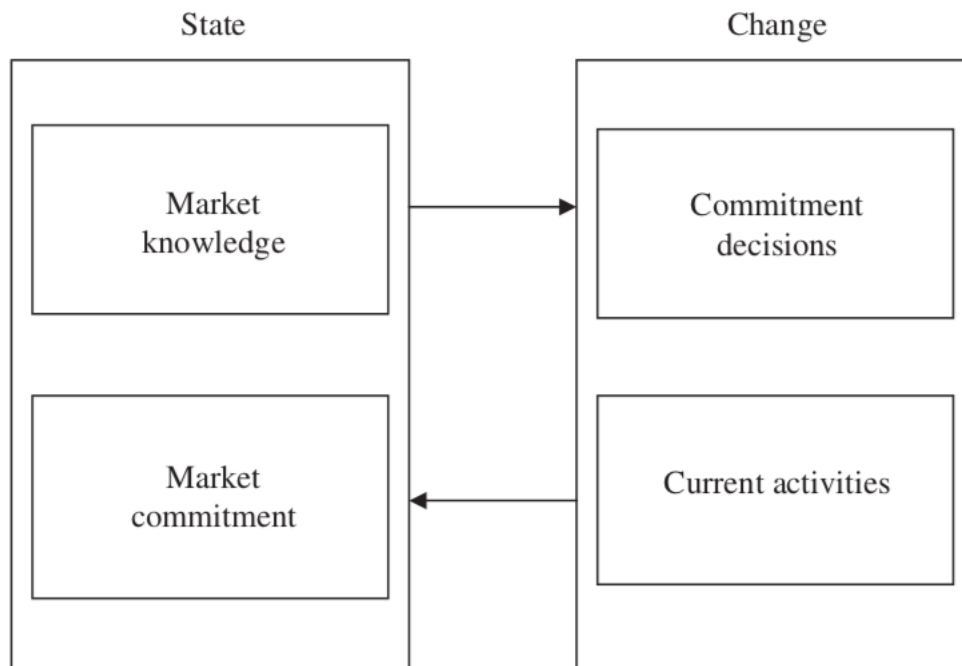 State
Change
Market
knowledge
Commitment
decisions
Market
commitment
Current activities